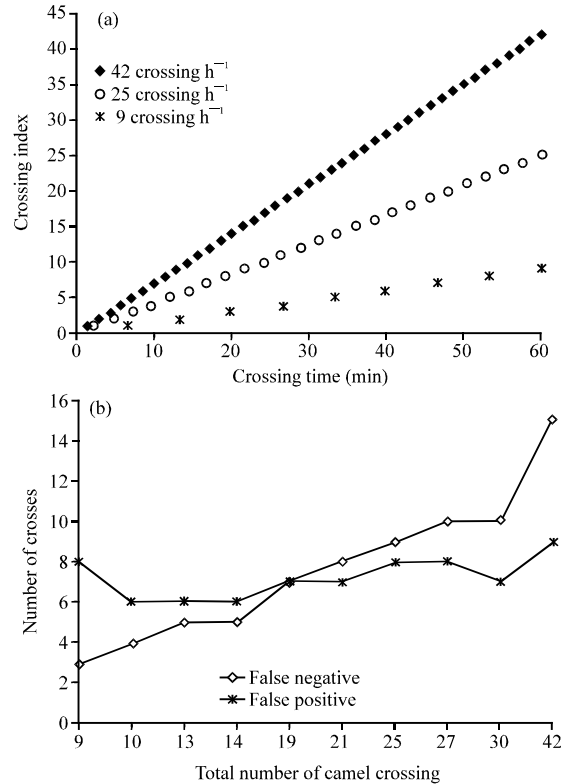 (a)
45
40
35
30
25
20
15
10
5
0
Crossing index
42 crossing h⁻¹
25 crossing h⁻¹
9 crossing h⁻¹
0 10 20 30 40 50 60
Crossing time (min)
(b)
16
14
12
10
8
6
4
2
0
Number of crosses
False negative
False positive
9 10 13 14 19 21 25 27 30 42
Total number of camel crossing